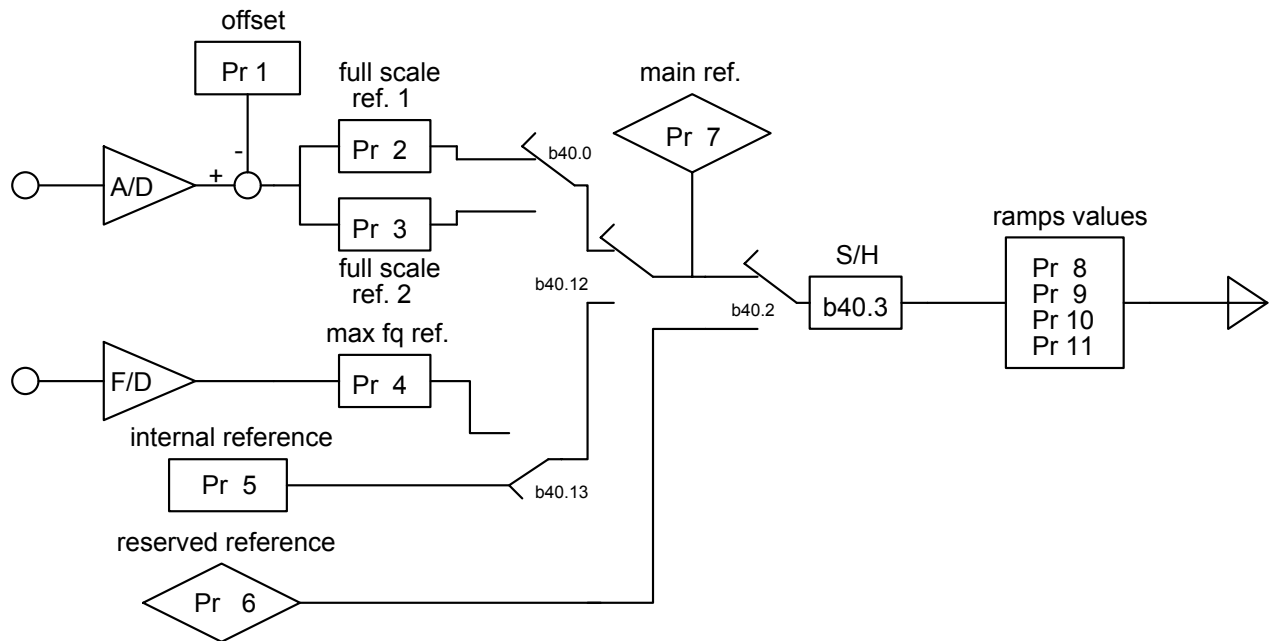 offset
Pr 1
full scale
ref. 1
main ref.
-
Pr 2
b40.0
Pr 7
A/D
+
Pr 3
ramps values
full scale
ref. 2
S/H
Pr 8
Pr 9
Pr 10
Pr 11
b40.12
b40.2
b40.3
max fq ref.
F/D
Pr 4
internal reference
Pr 5
b40.13
reserved reference
Pr 6